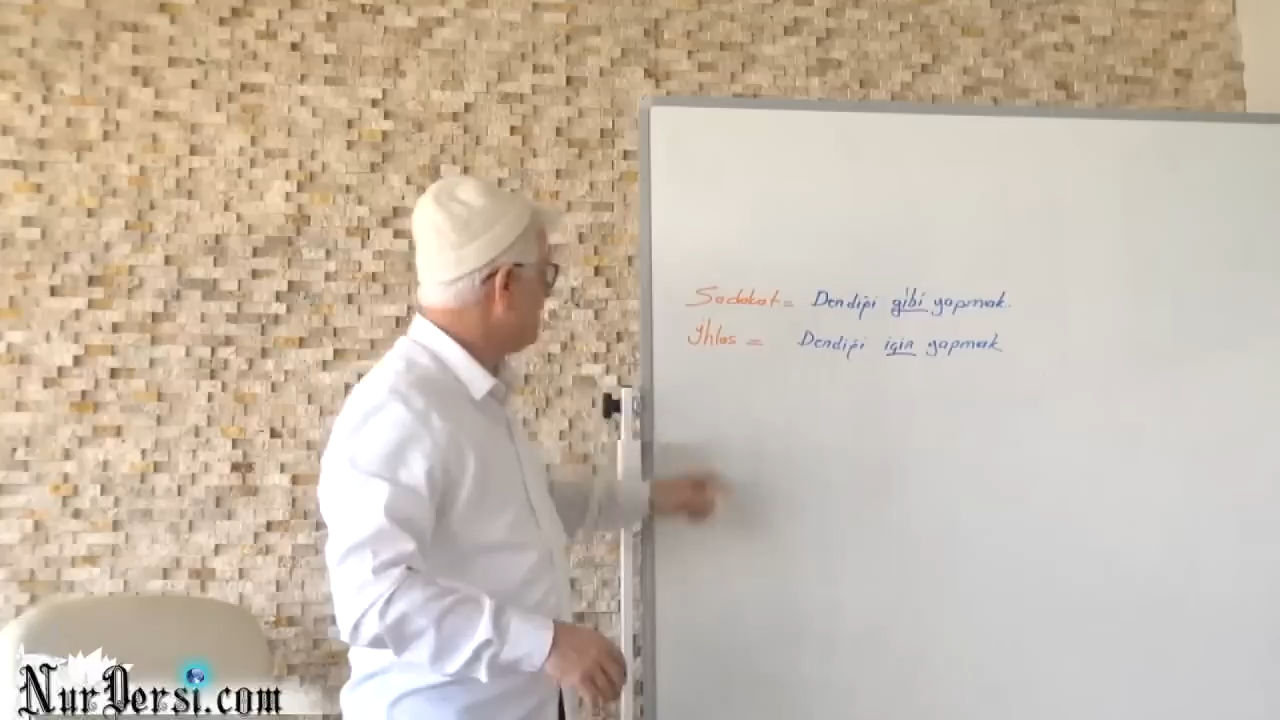 Sadakat = Dendiği gibi yapmak.
İhlas = Dendiği için yapmak
NurDersi.com